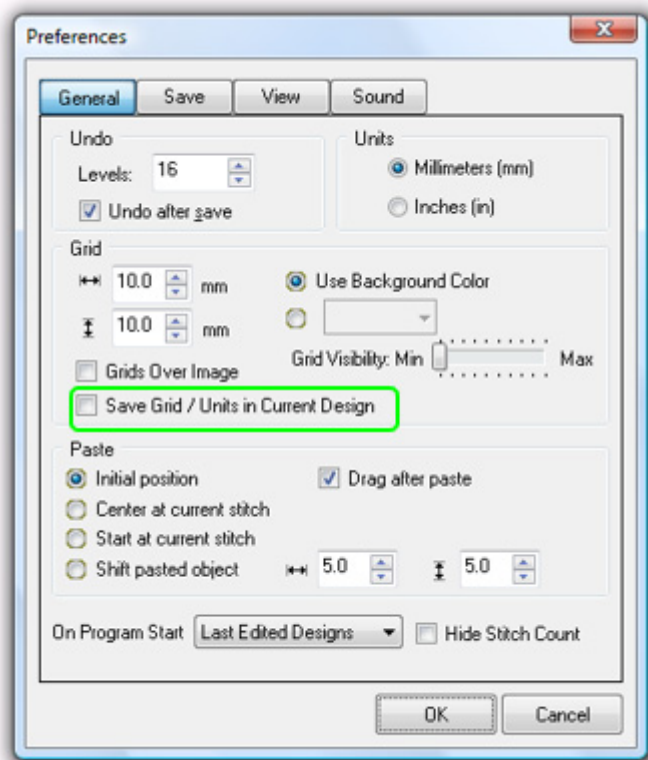 Preferences
General Save View Sound
Undo
Levels: 16
Undo after save
Units
Millimeters (mm)
Inches (in)
Grid
10.0 mm
10.0 mm
Use Background Color
Grid Visibility: Min Max
Grids Over Image
Save Grid / Units in Current Design
Paste
Initial position
Drag after paste
Center at current stitch
Start at current stitch
Shift pasted object 5.0 5.0
On Program Start Last Edited Designs Hide Stitch Count
OK Cancel